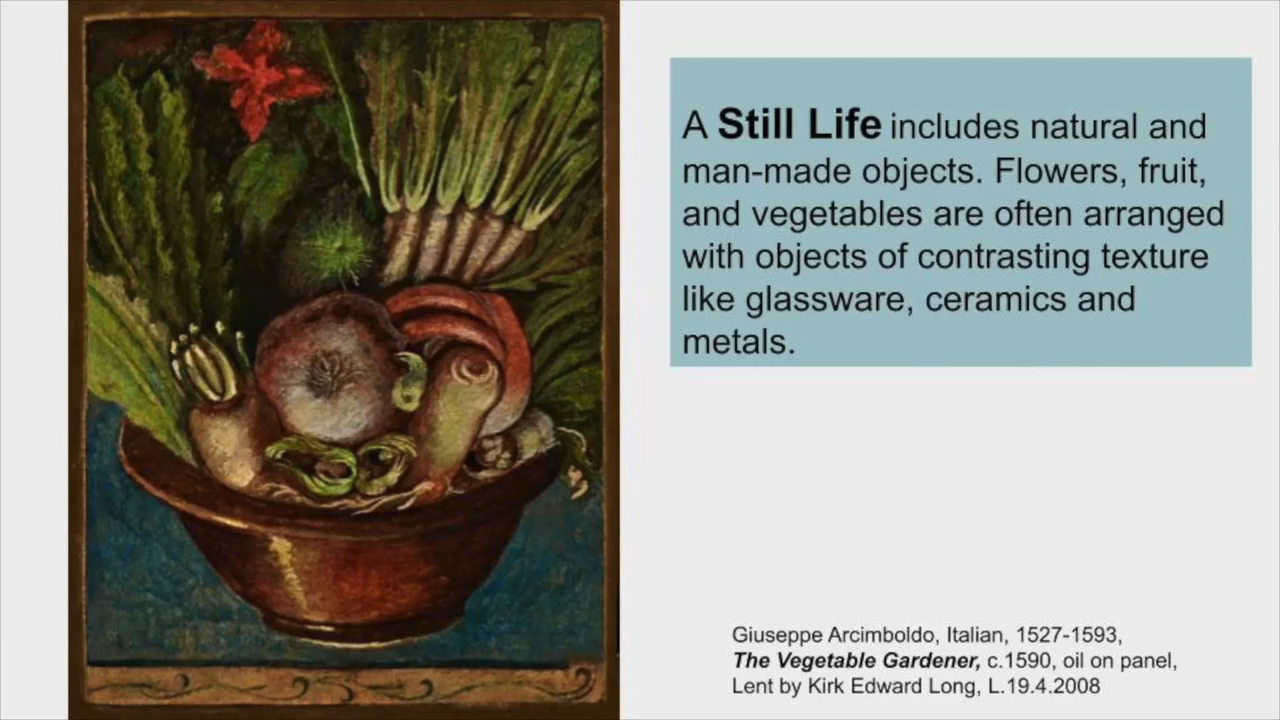 A Still Life includes natural and
man-made objects. Flowers, fruit,
and vegetables are often arranged
with objects of contrasting texture
like glassware, ceramics and
metals.
Giuseppe Arcimboldo, Italian, 1527-1593,
The Vegetable Gardener, c.1590, oil on panel,
Lent by Kirk Edward Long, L.19.4.2008